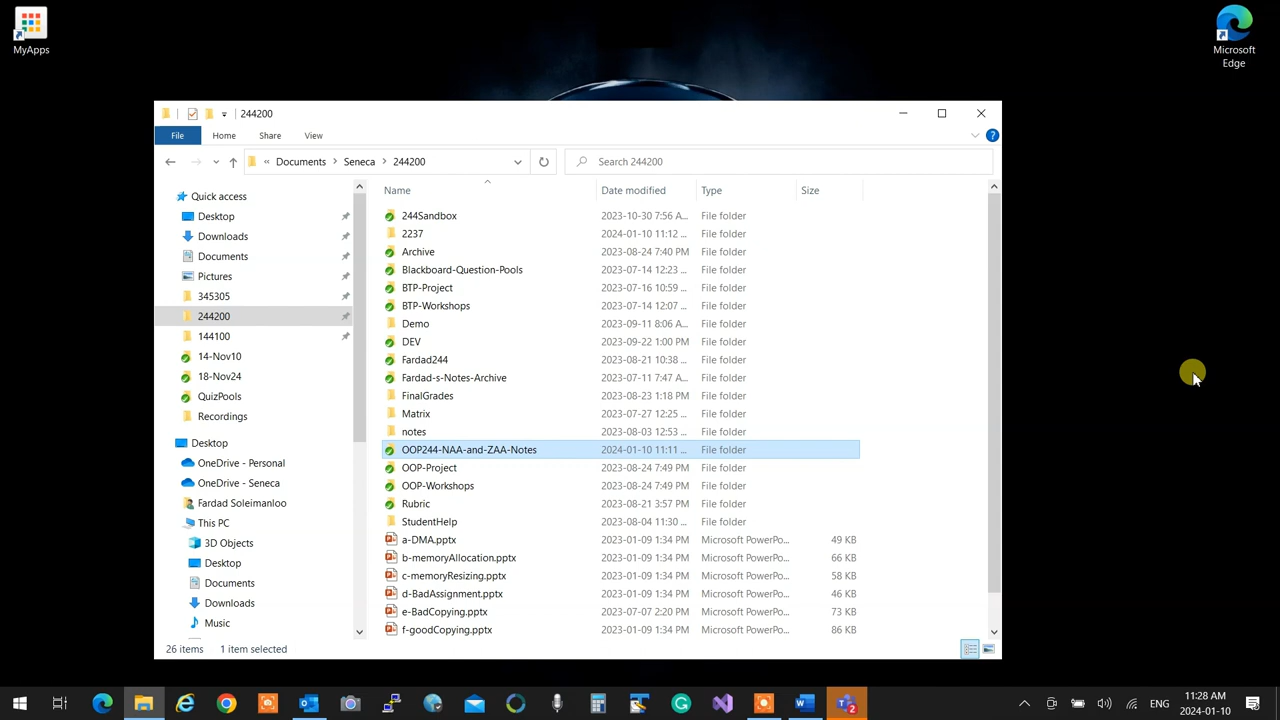 MyApps
Microsoft
Edge
244200
File Home Share View
« Documents > Seneca > 244200
Search 244200
Name Date modified Type Size
Quick access
Desktop
Downloads
Documents
Pictures
345305
244200
144100
14-Nov10
18-Nov24
QuizPools
Recordings
Desktop
OneDrive - Personal
OneDrive - Seneca
Fardad Soleimanloo
This PC
3D Objects
Desktop
Documents
Downloads
Music
244Sandbox 2023-10-30 7:56 A... File folder
2237 2024-01-10 11:12 ... File folder
Archive 2023-08-24 7:40 PM File folder
Blackboard-Question-Pools 2023-07-14 12:23 ... File folder
BTP-Project 2023-07-16 10:59 ... File folder
BTP-Workshops 2023-07-14 12:07 ... File folder
Demo 2023-09-11 8:06 A... File folder
DEV 2023-09-22 1:00 PM File folder
Fardad244 2023-08-21 10:38 ... File folder
Fardad-s-Notes-Archive 2023-07-11 7:47 A... File folder
FinalGrades 2023-08-23 1:18 PM File folder
Matrix 2023-07-27 12:25 ... File folder
notes 2023-08-03 12:53 ... File folder
OOP244-NAA-and-ZAA-Notes 2024-01-10 11:11 ... File folder
OOP-Project 2023-08-24 7:49 PM File folder
OOP-Workshops 2023-08-24 7:49 PM File folder
Rubric 2023-08-21 3:57 PM File folder
StudentHelp 2023-08-04 11:30 ... File folder
a-DMA.pptx 2023-01-09 1:34 PM Microsoft PowerPo... 49 KB
b-memoryAllocation.pptx 2023-01-09 1:34 PM Microsoft PowerPo... 66 KB
c-memoryResizing.pptx 2023-01-09 1:34 PM Microsoft PowerPo... 58 KB
d-BadAssignment.pptx 2023-01-09 1:34 PM Microsoft PowerPo... 46 KB
e-BadCopying.pptx 2023-07-07 2:20 PM Microsoft PowerPo... 73 KB
f-goodCopying.pptx 2023-01-09 1:34 PM Microsoft PowerPo... 86 KB
26 items 1 item selected
ENG
11:28 AM
2024-01-10